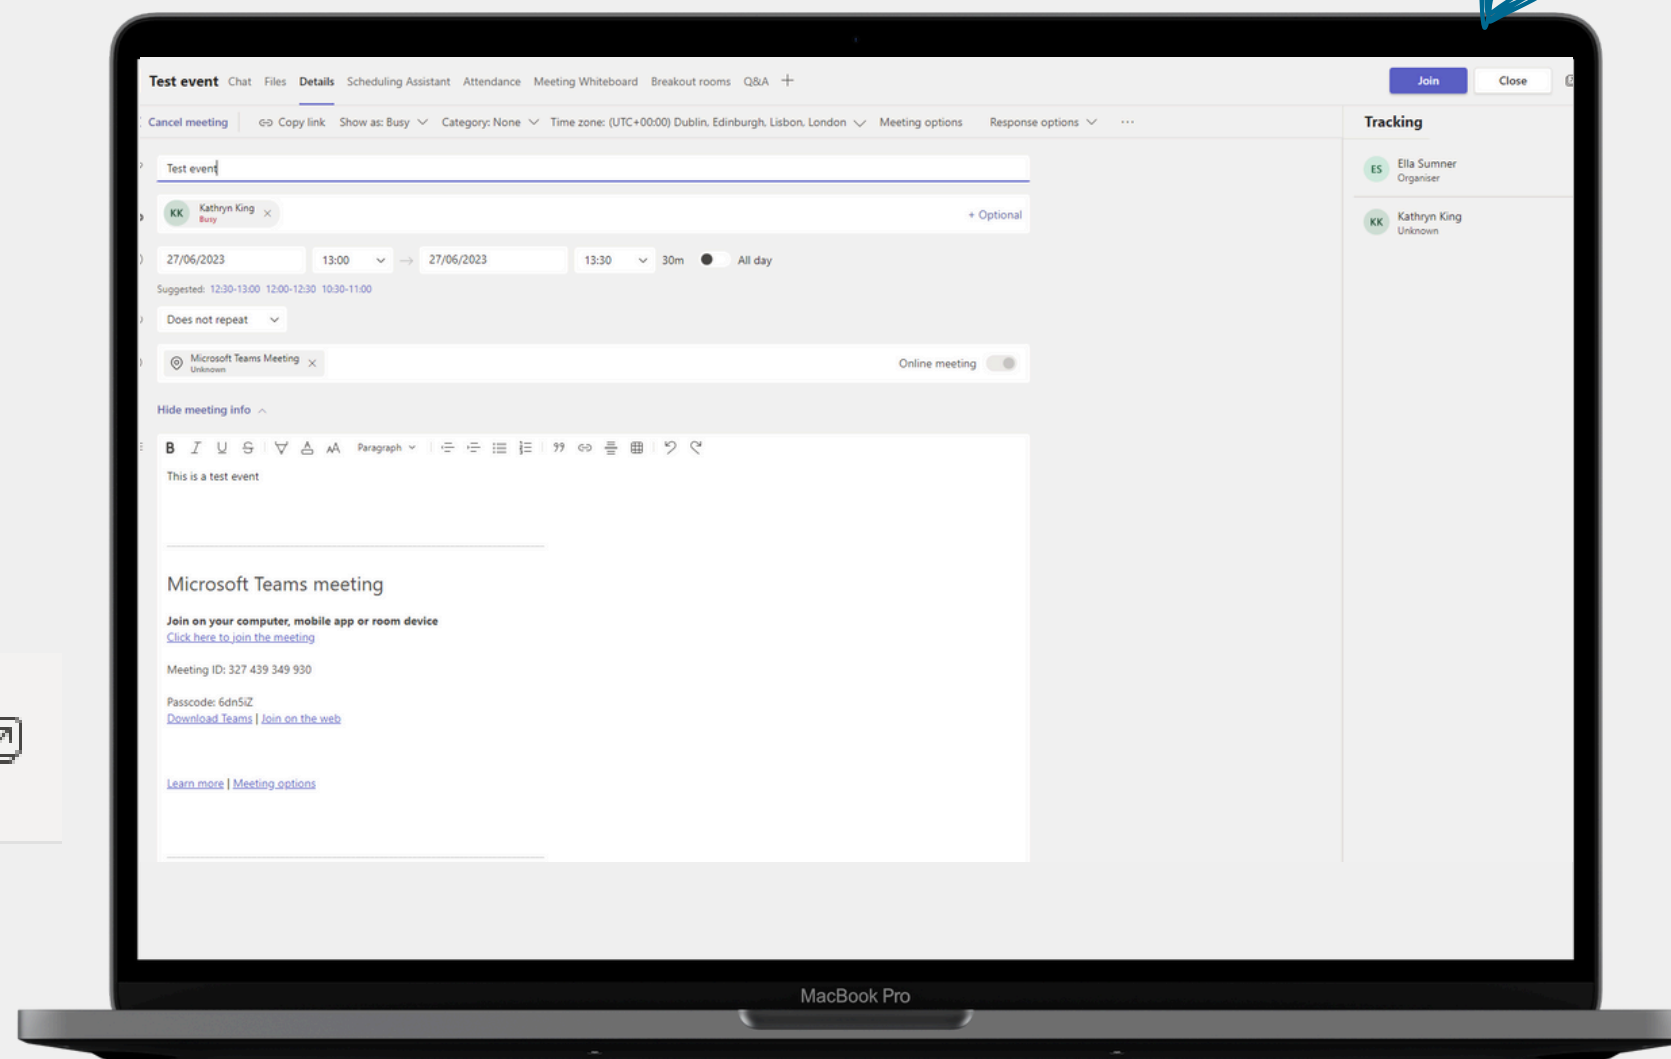 Test event Chat Files Details Scheduling Assistant Attendance Meeting Whiteboard Breakout rooms Q&A
Join Close
Cancel meeting Copy link Show as: Busy Category: None Time zone: (UTC+00:00) Dublin, Edinburgh, Lisbon, London Meeting options Response options ...
Tracking
Test event
ES Ella Sumner
Organiser
KK Kathryn King
Busy
+ Optional
KK Kathryn King
Unknown
27/06/2023 13:00 → 27/06/2023 13:30 30m All day
Suggested: 12:30-13:00 12:00-12:30 10:30-11:00
Does not repeat
Microsoft Teams Meeting
Unknown
Online meeting
Hide meeting info
B I U S A AA Paragraph
This is a test event
Microsoft Teams meeting
Join on your computer, mobile app or room device
Click here to join the meeting
Meeting ID: 327 439 349 930
Passcode: 6dn5iZ
Download Teams | Join on the web
Learn more | Meeting options
MacBook Pro